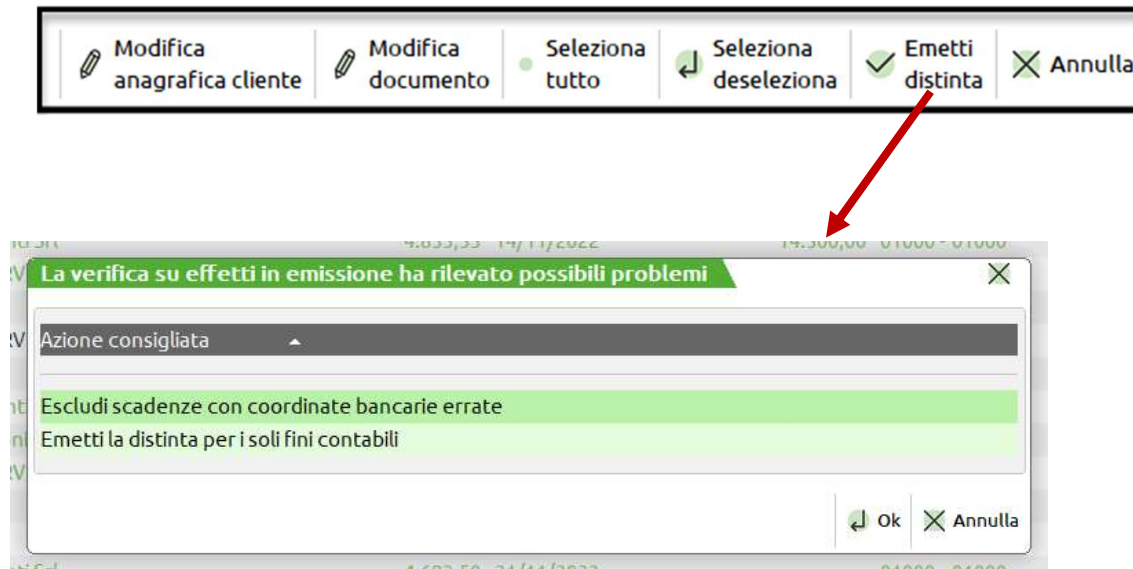 Modifica
anagrafica cliente
Modifica
documento
Seleziona
tutto
Seleziona
deseleziona
Emetti
distinta
Annulla
La verifica su effetti in emissione ha rilevato possibili problemi
Azione consigliata
Escludi scadenze con coordinate bancarie errate
Emetti la distinta per i soli fini contabili
Ok
Annulla